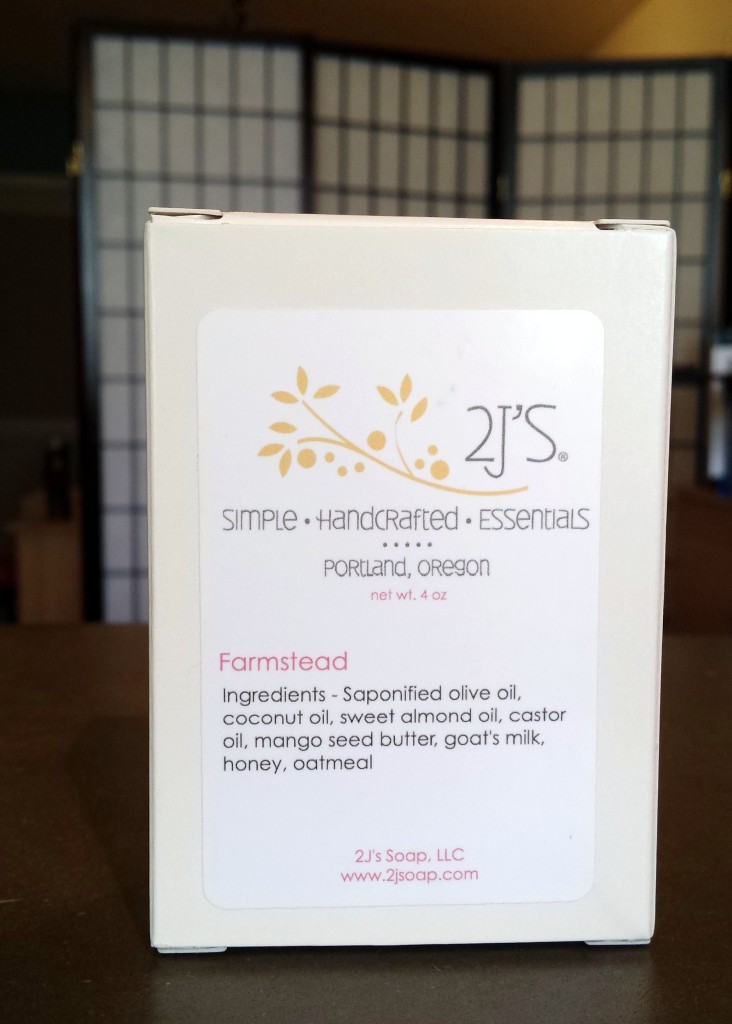 2J'S®
SIMPLE • HANDCRAFTED • ESSENTIALS
• • • • •
PORTLAND, OREGON
net wt. 4 oz
Farmstead
Ingredients - Saponified olive oil,
coconut oil, sweet almond oil, castor
oil, mango seed butter, goat's milk,
honey, oatmeal
2J's Soap, LLC
www.2jsoap.com